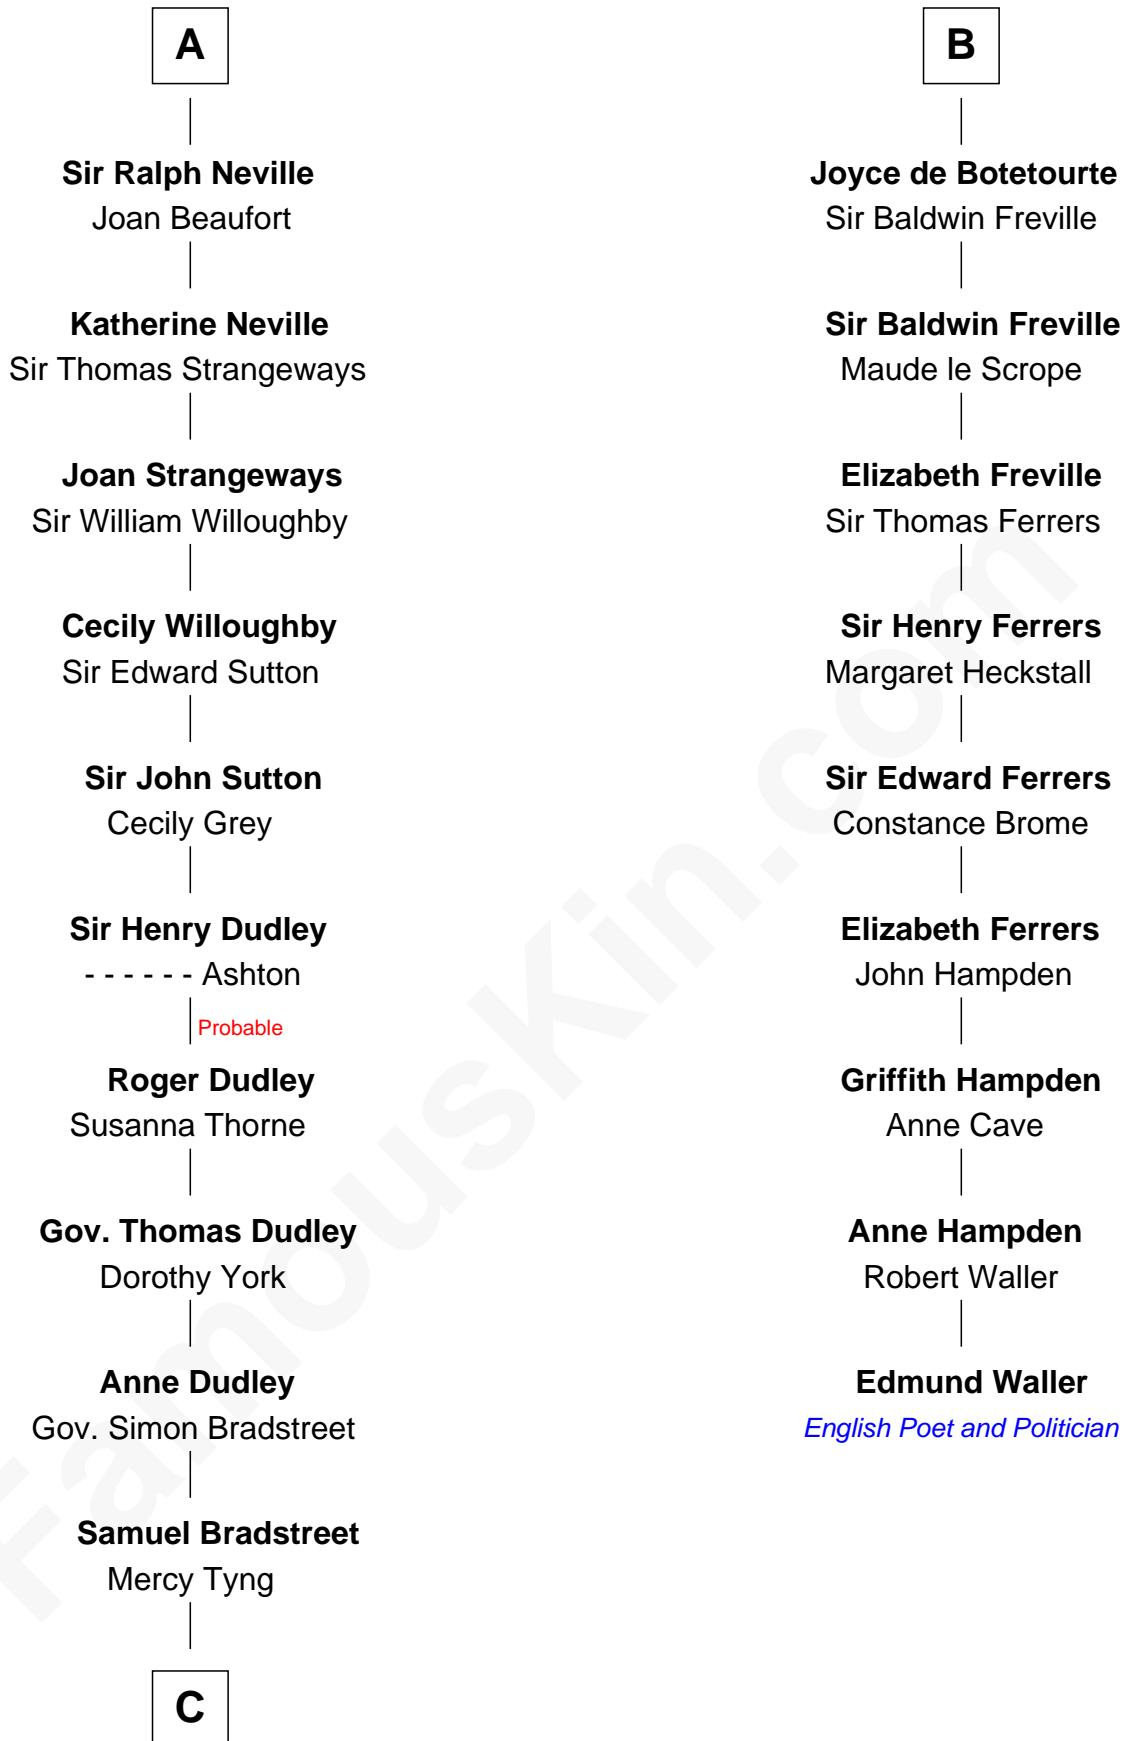 A
Sir Ralph Neville
Joan Beaufort
Katherine Neville
Sir Thomas Strangeways
Joan Strangeways
Sir William Willoughby
Cecily Willoughby
Sir Edward Sutton
Sir John Sutton
Cecily Grey
Sir Henry Dudley
- - - - - - Ashton
Probable
Roger Dudley
Susanna Thorne
Gov. Thomas Dudley
Dorothy York
Anne Dudley
Gov. Simon Bradstreet
Samuel Bradstreet
Mercy Tyng
C
B
Joyce de Botetourte
Sir Baldwin Freville
Sir Baldwin Freville
Maude le Scrope
Elizabeth Freville
Sir Thomas Ferrers
Sir Henry Ferrers
Margaret Heckstall
Sir Edward Ferrers
Constance Brome
Elizabeth Ferrers
John Hampden
Griffith Hampden
Anne Cave
Anne Hampden
Robert Waller
Edmund Waller
English Poet and Politician
FamousKin.com